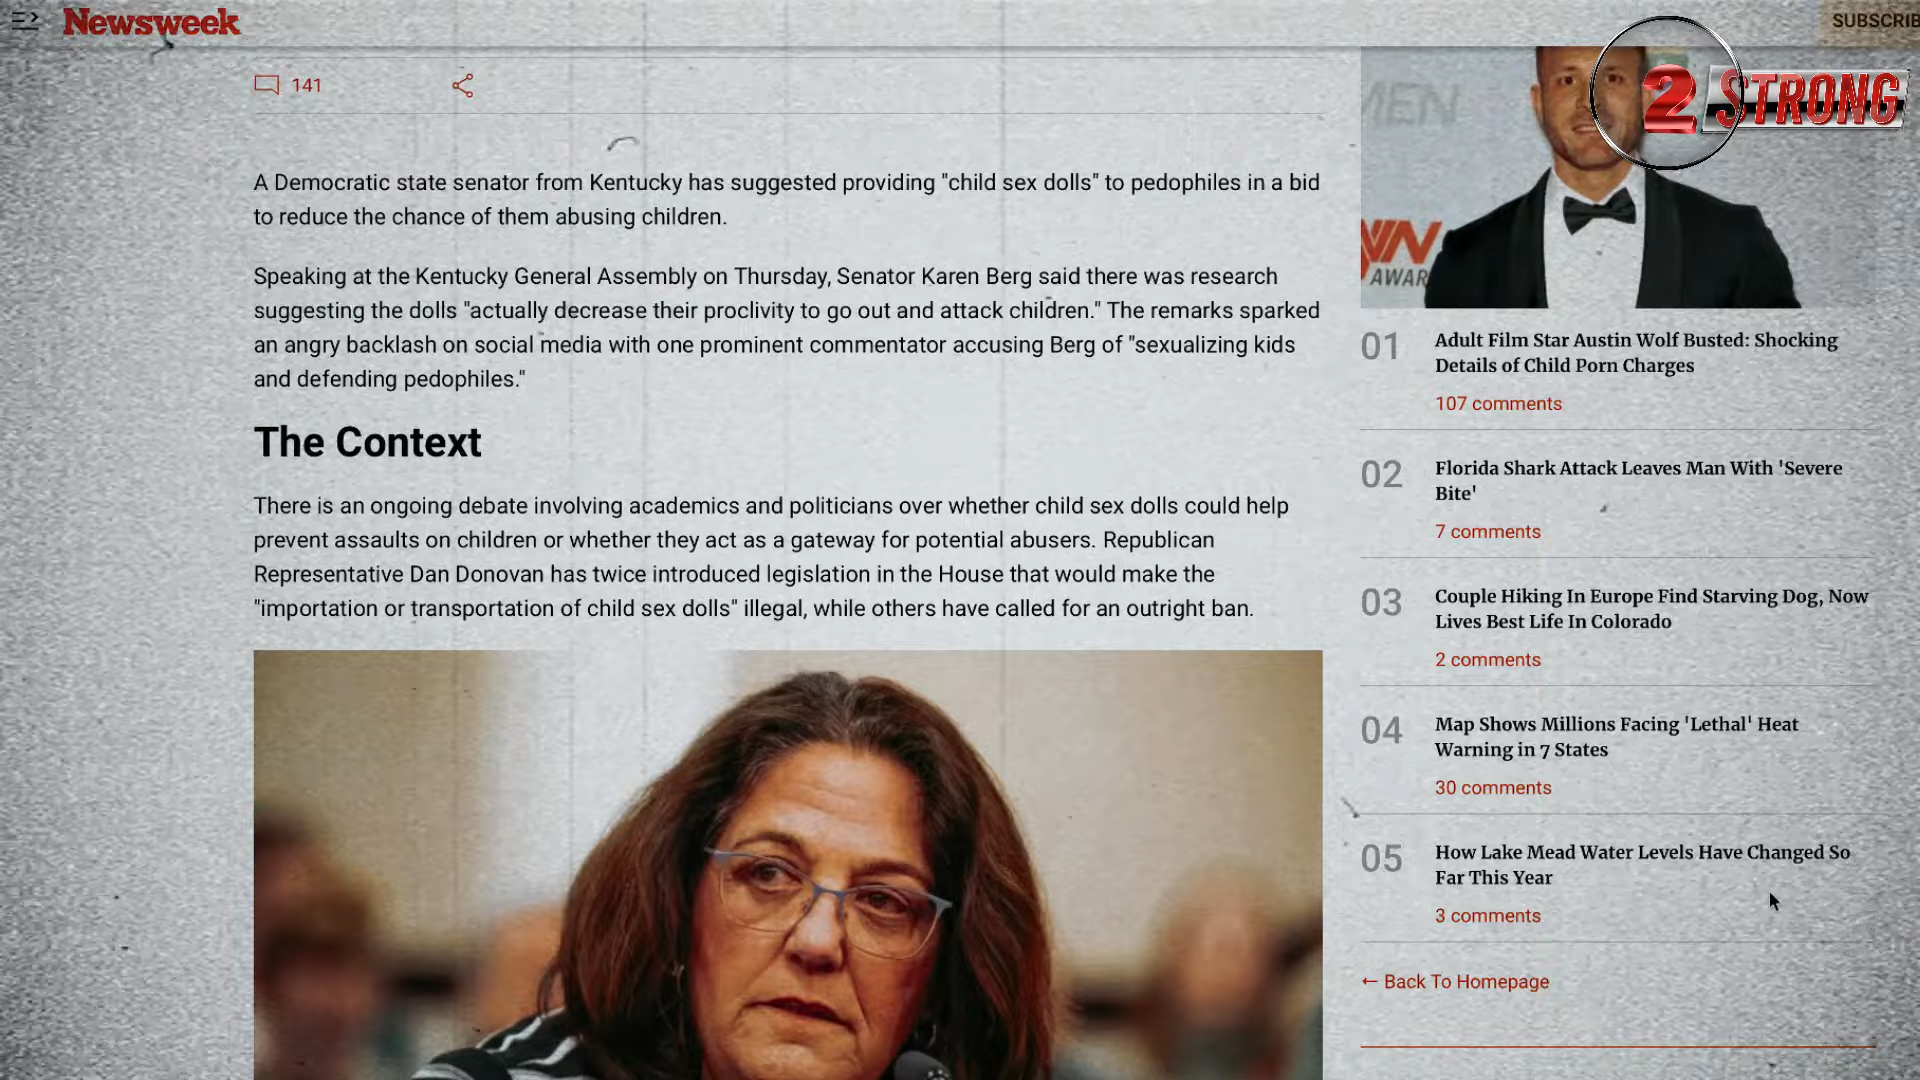 Newsweek
SUBSCRIB
141
2 STRONG
A Democratic state senator from Kentucky has suggested providing "child sex dolls" to pedophiles in a bid
to reduce the chance of them abusing children.
Speaking at the Kentucky General Assembly on Thursday, Senator Karen Berg said there was research
suggesting the dolls "actually decrease their proclivity to go out and attack children." The remarks sparked
an angry backlash on social media with one prominent commentator accusing Berg of "sexualizing kids
and defending pedophiles."
The Context
There is an ongoing debate involving academics and politicians over whether child sex dolls could help
prevent assaults on children or whether they act as a gateway for potential abusers. Republican
Representative Dan Donovan has twice introduced legislation in the House that would make the
"importation or transportation of child sex dolls" illegal, while others have called for an outright ban.
MEN
VN
AWAR
01
Adult Film Star Austin Wolf Busted: Shocking
Details of Child Porn Charges
107 comments
02
Florida Shark Attack Leaves Man With 'Severe
Bite'
7 comments
03
Couple Hiking In Europe Find Starving Dog, Now
Lives Best Life In Colorado
2 comments
04
Map Shows Millions Facing 'Lethal' Heat
Warning in 7 States
30 comments
05
How Lake Mead Water Levels Have Changed So
Far This Year
3 comments
← Back To Homepage